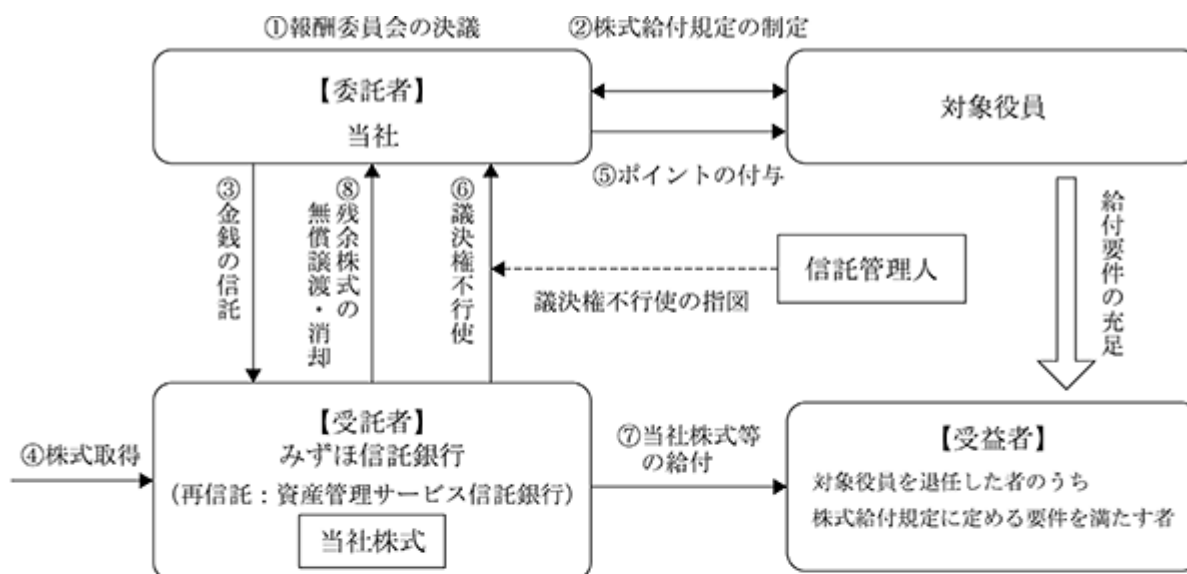 ①報酬委員会の決議
②株式給付規定の制定
【委託者】
当社
対象役員
⑤ポイントの付与
③金銭の信託
⑧残余株式の
無償譲渡・消却
⑥議決権不行使
信託管理人
議決権不行使の指図
給付要件の充足
④株式取得
【受託者】
みずほ信託銀行
(再信託：資産管理サービス信託銀行)
当社株式
⑦当社株式等
の給付
【受益者】
対象役員を退任した者のうち
株式給付規定に定める要件を満たす者